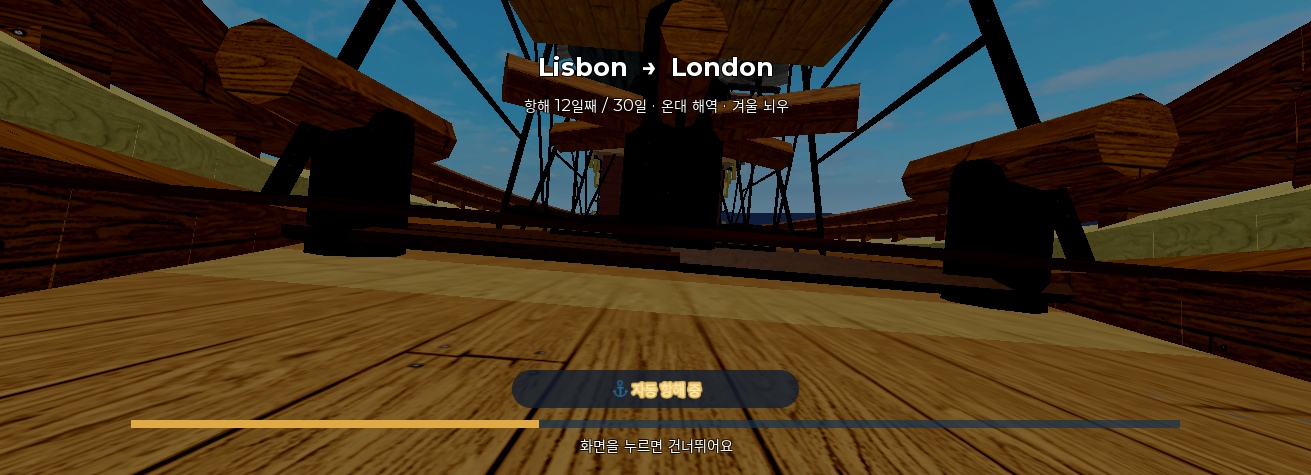 Lisbon → London
항해 12일째 / 30일 · 온대 해역 · 겨울 뇌우
⚓ 자동 항해 중
화면을 누르면 건너뛰어요